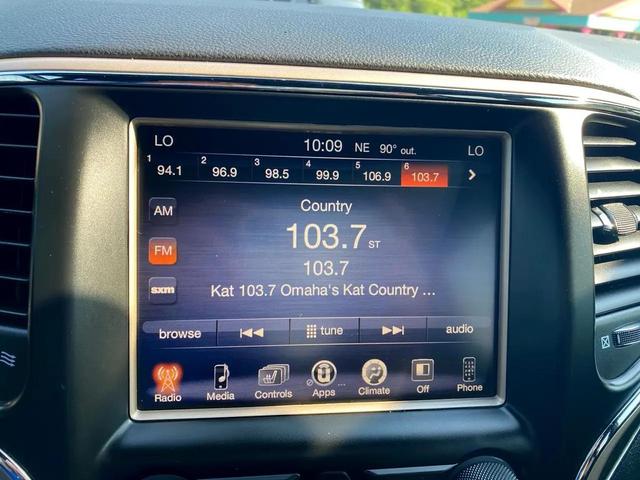 LO 10:09 NE 90° out. LO
1 94.1 2 96.9 3 98.5 4 99.9 5 106.9 6 103.7
AM
FM
sxm
Country
103.7 ST
103.7
Kat 103.7 Omaha's Kat Country ...
browse tune audio
Radio Media Controls Apps Climate Off Phone